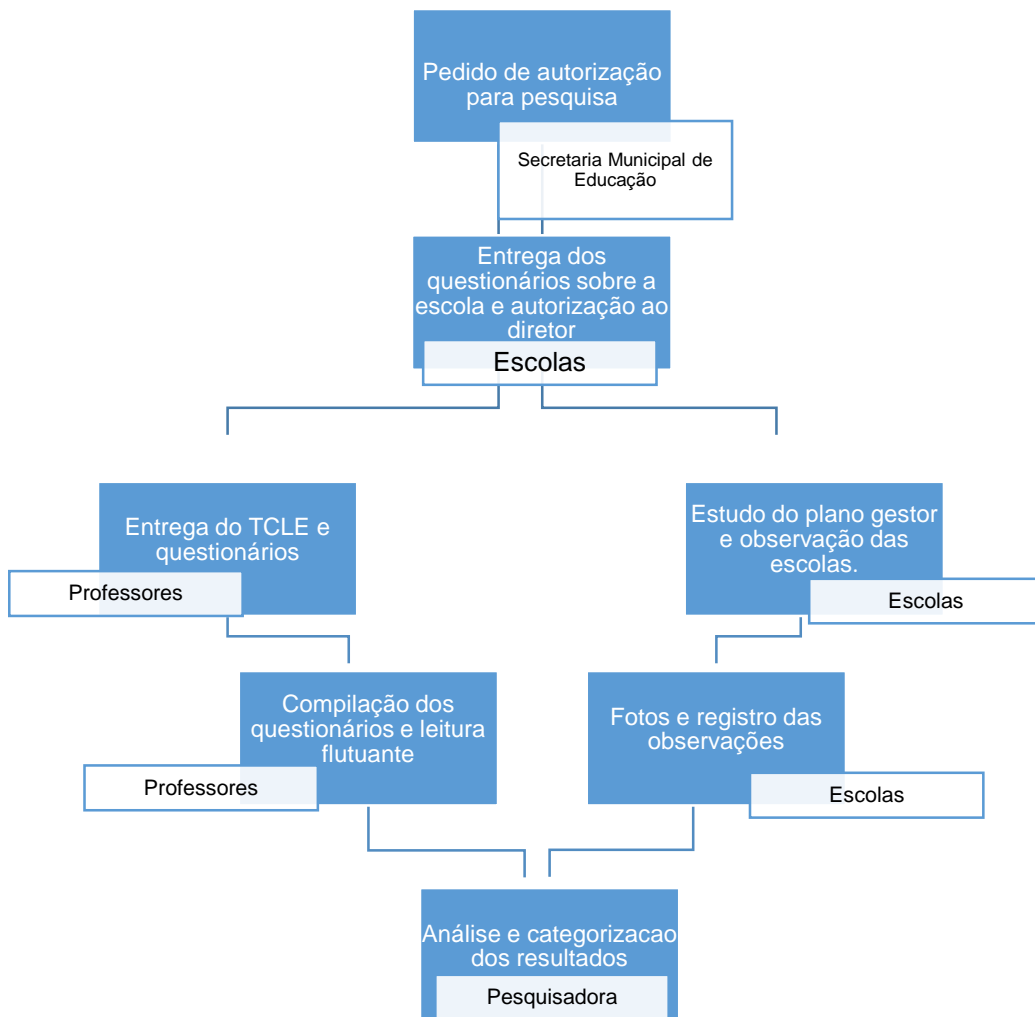 Pedido de autorização
para pesquisa
Secretaria Municipal de
Educação
Entrega dos
questionários sobre a
escola e autorização ao
diretor
Escolas
Entrega do TCLE e
questionários
Professores
Estudo do plano gestor
e observação das
escolas.
Escolas
Compilação dos
questionários e leitura
flutuante
Professores
Fotos e registro das
observações
Escolas
Análise e categorizacao
dos resultados
Pesquisadora